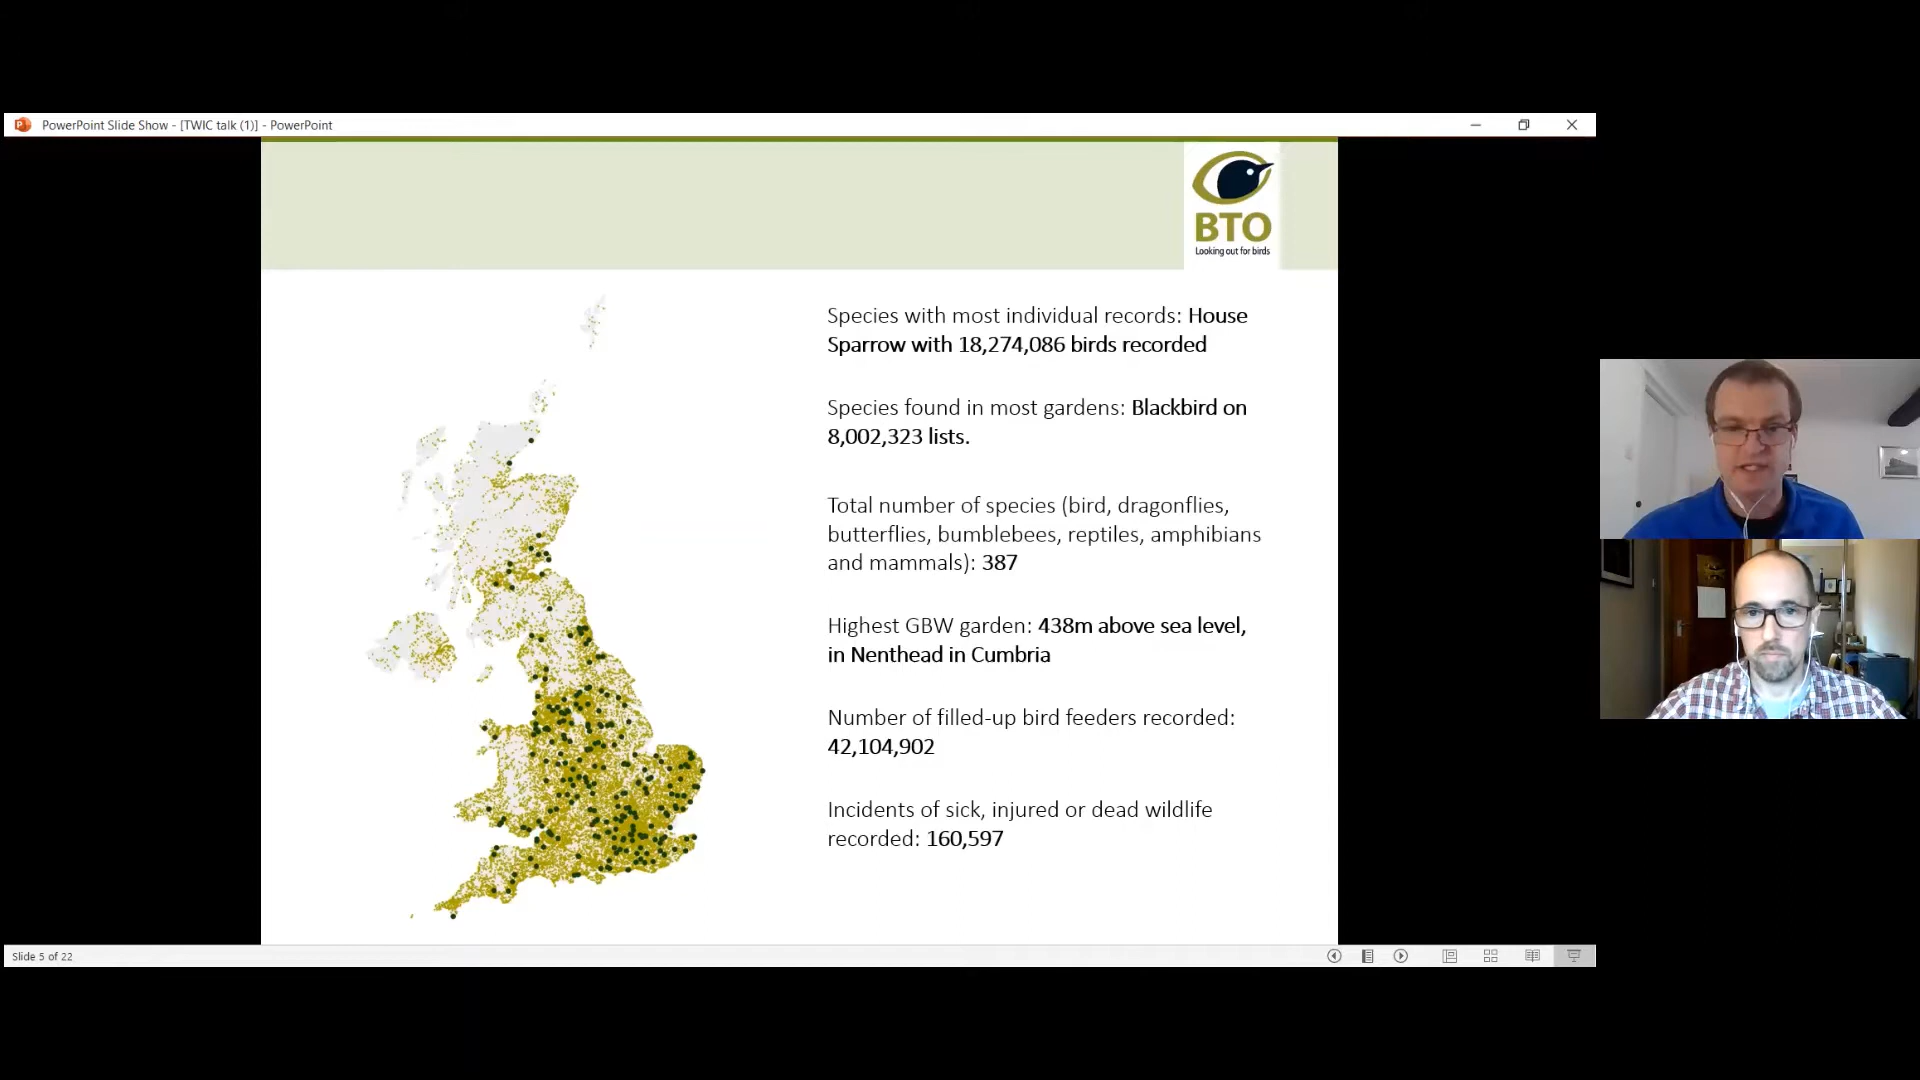 PowerPoint Slide Show - [TWIC talk (1)] - PowerPoint
BTO
Looking out for birds
Species with most individual records: House
Sparrow with 18,274,086 birds recorded
Species found in most gardens: Blackbird on
8,002,323 lists.
Total number of species (bird, dragonflies,
butterflies, bumblebees, reptiles, amphibians
and mammals): 387
Highest GBW garden: 438m above sea level,
in Nenthead in Cumbria
Number of filled-up bird feeders recorded:
42,104,902
Incidents of sick, injured or dead wildlife
recorded: 160,597
Slide 5 of 22